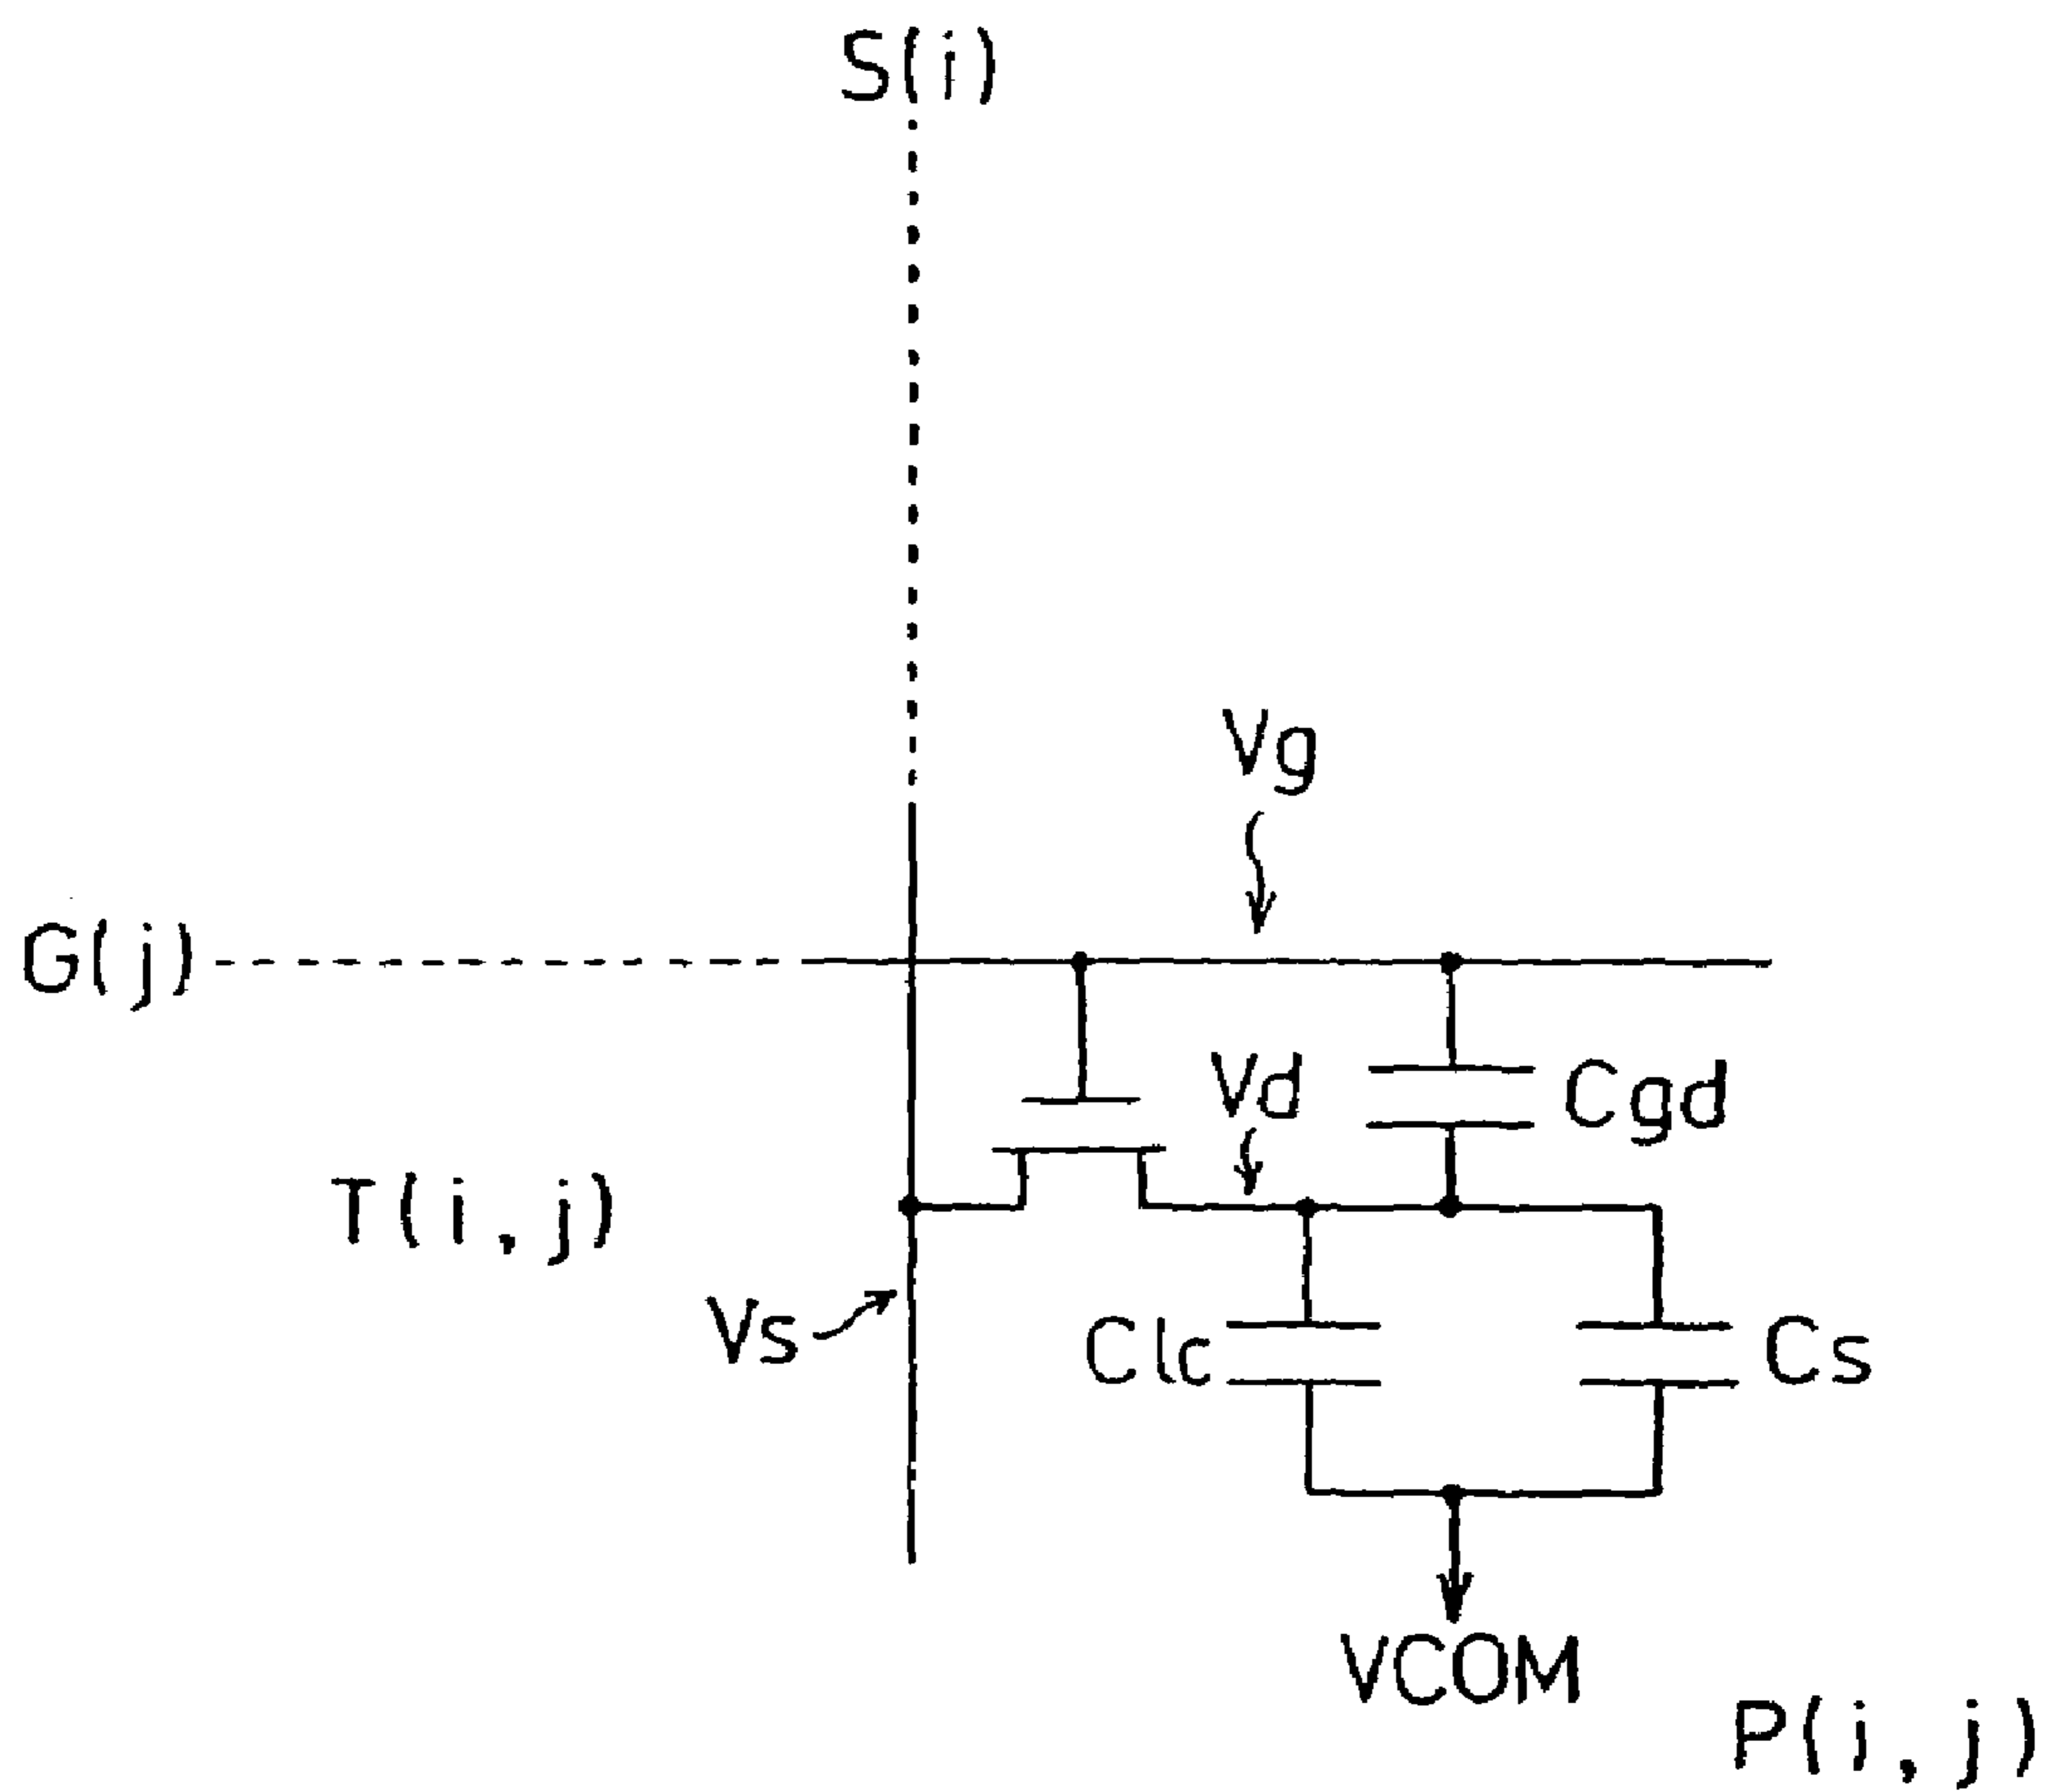 S(i)
Vg
G(j)
Vd
Cgd
T(i,j)
Vs
Clc
Cs
VCOM
P(i,j)